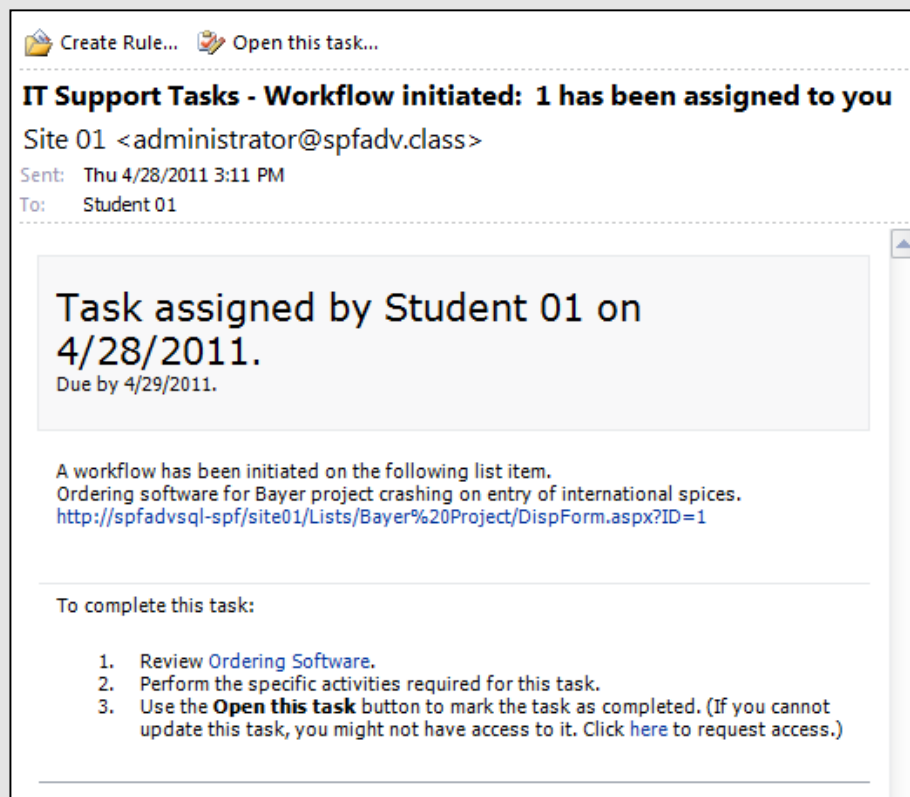 Create Rule... Open this task...
IT Support Tasks - Workflow initiated: 1 has been assigned to you
Site 01 <administrator@spfadv.class>
Sent: Thu 4/28/2011 3:11 PM
To: Student 01
Task assigned by Student 01 on
4/28/2011.
Due by 4/29/2011.
A workflow has been initiated on the following list item.
Ordering software for Bayer project crashing on entry of international spices.
http://spfadvsql-spf/site01/Lists/Bayer%20Project/DispForm.aspx?ID=1
To complete this task:
1. Review Ordering Software.
2. Perform the specific activities required for this task.
3. Use the Open this task button to mark the task as completed. (If you cannot
update this task, you might not have access to it. Click here to request access.)